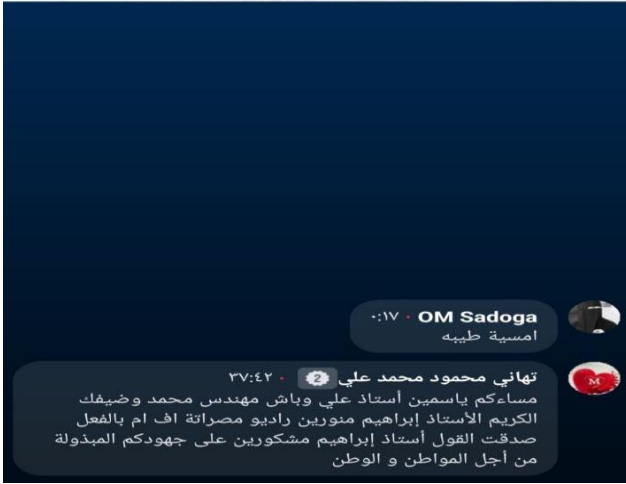 OM Sadoga · ٠:١٧
امسية طيبه
تهاني محمود محمد علي 2 · ٣٧:٤٢
مساءكم ياسمين أستاذ علي وباش مهندس محمد وضيفك
الكريم الأستاذ إبراهيم منورين راديو مصراتة اف ام بالفعل
صدقت القول أستاذ إبراهيم مشكورين على جهودكم المبذولة
من أجل المواطن و الوطن
M